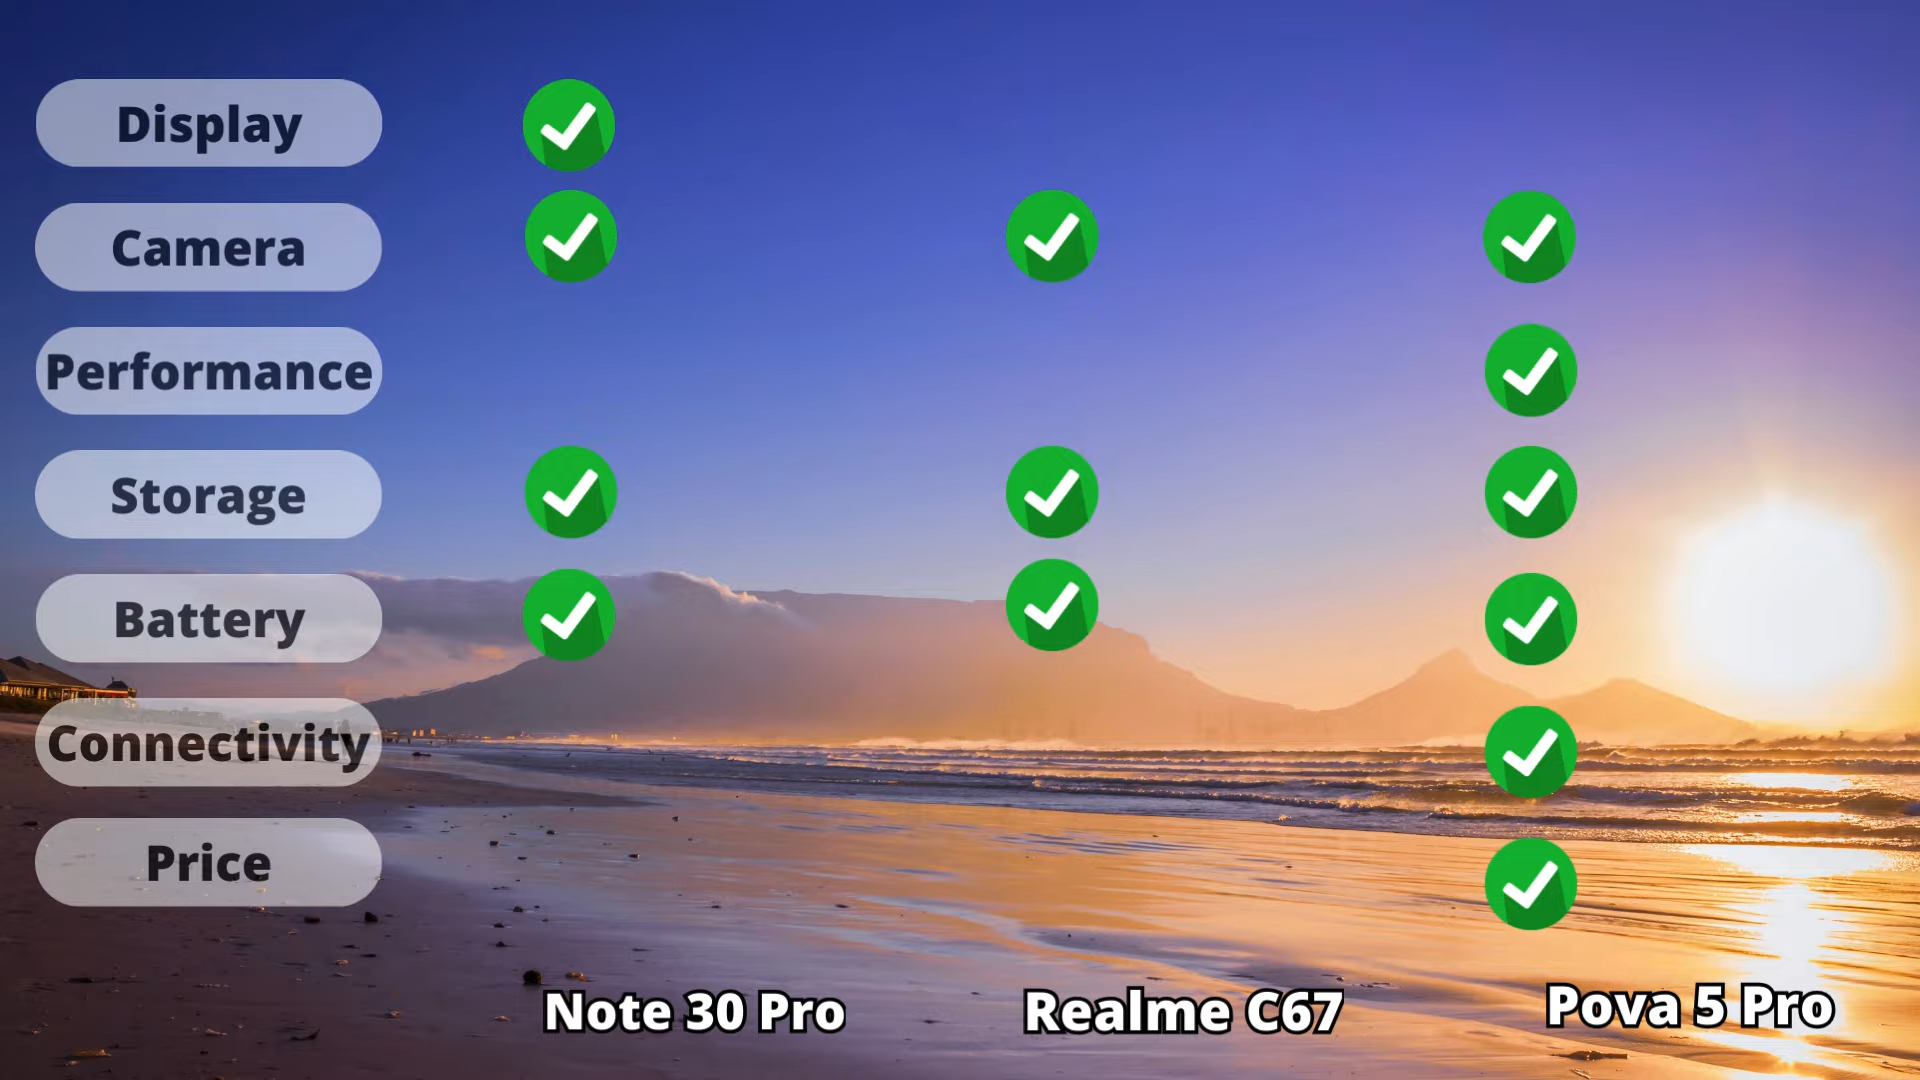 Display
Camera
Performance
Storage
Battery
Connectivity
Price
Note 30 Pro
Realme C67
Pova 5 Pro